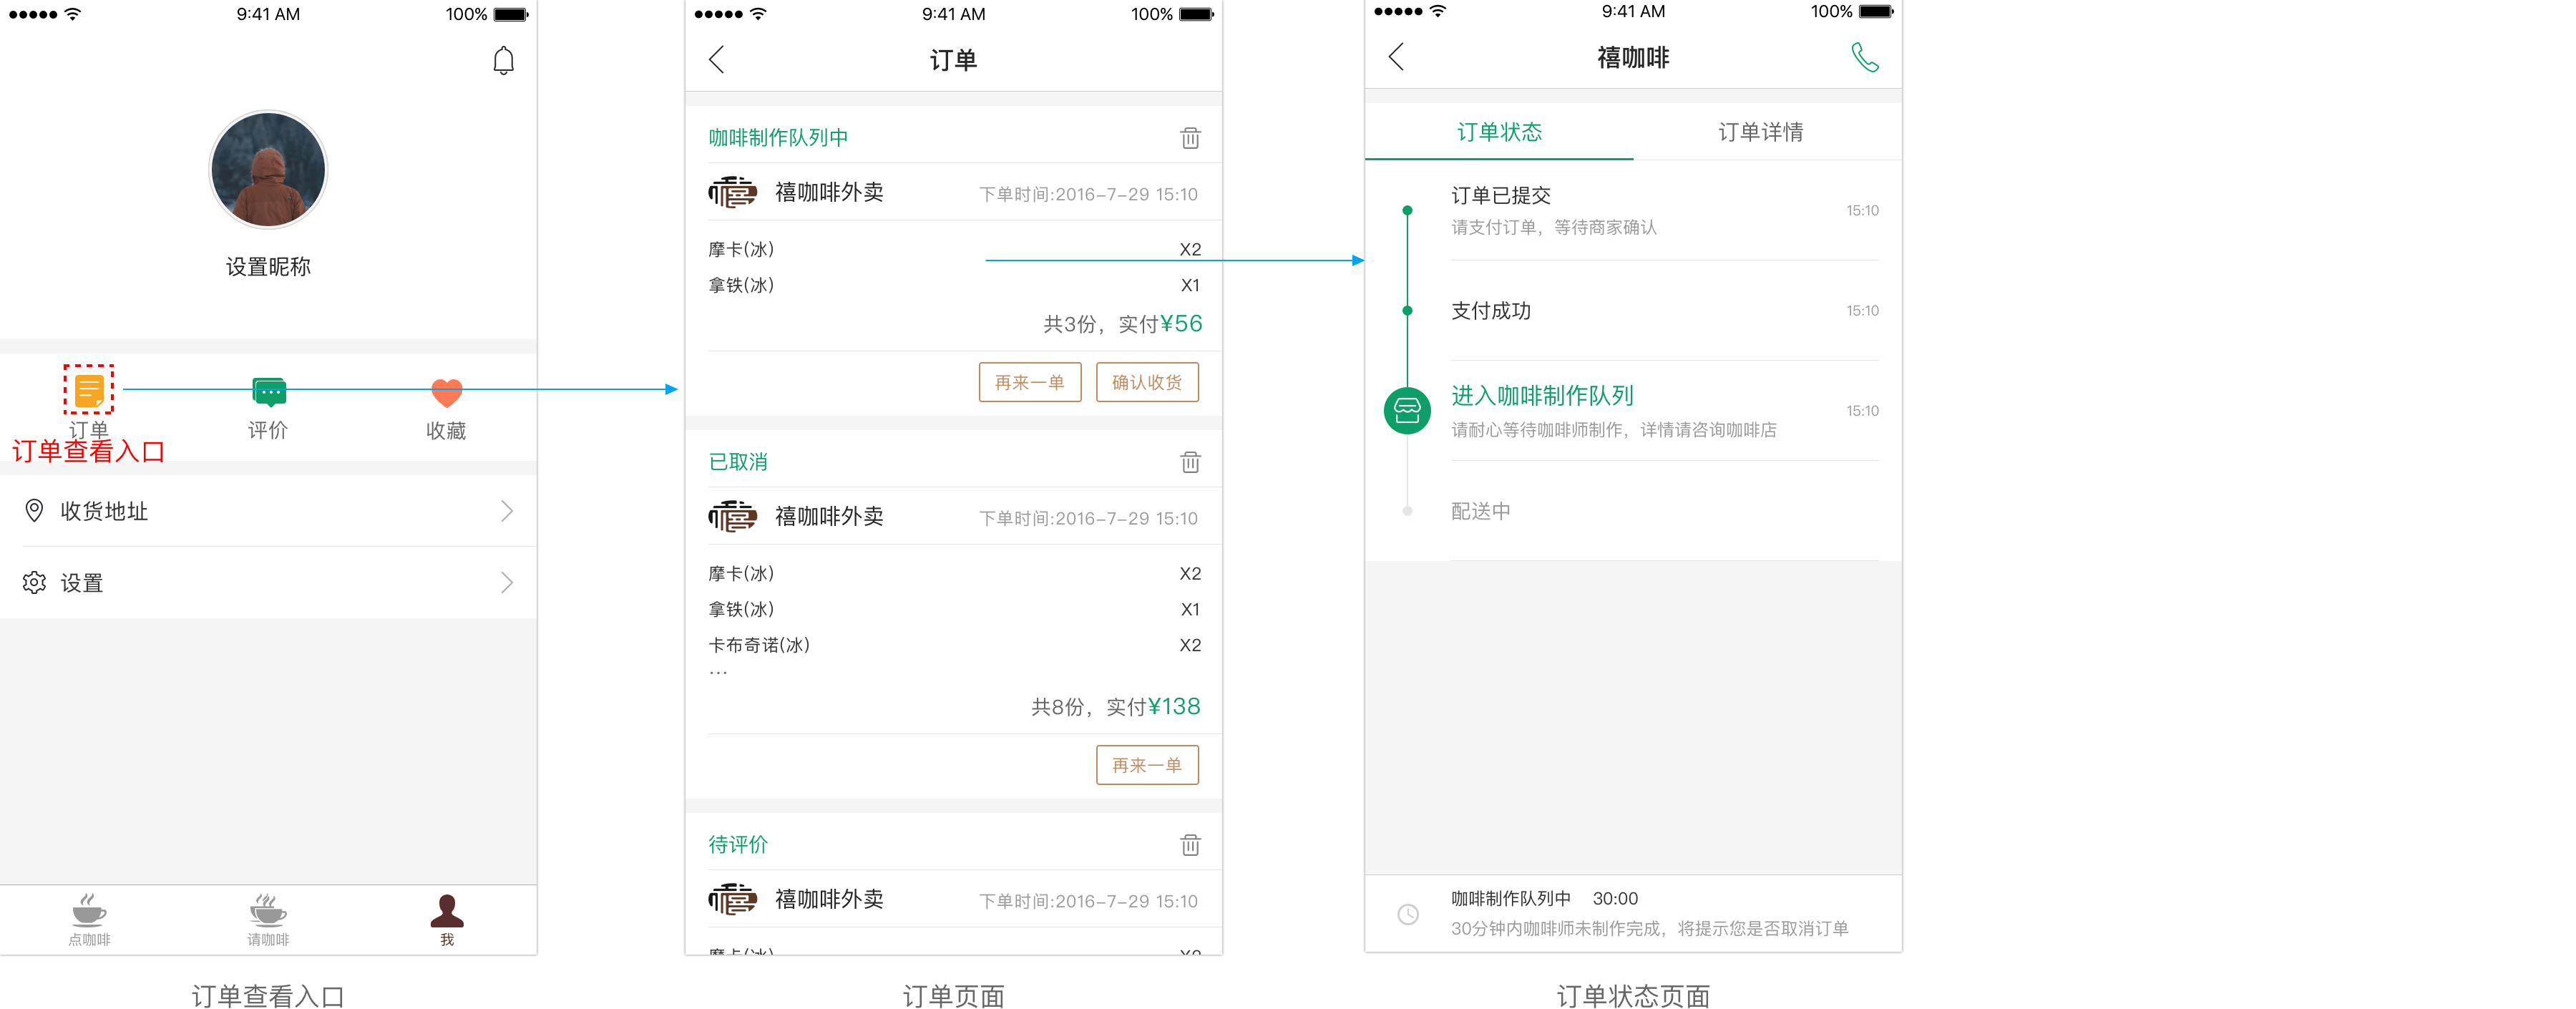 9:41 AM
100%
设置昵称
订单
评价
收藏
订单查看入口
收货地址
设置
点咖啡
请咖啡
我
订单查看入口
9:41 AM
100%
订单
咖啡制作队列中
禧咖啡外卖
下单时间:2016-7-29 15:10
摩卡(冰)
X2
拿铁(冰)
X1
共3份，实付¥56
再来一单
确认收货
已取消
禧咖啡外卖
下单时间:2016-7-29 15:10
摩卡(冰)
X2
拿铁(冰)
X1
卡布奇诺(冰)
X2
...
共8份，实付¥138
再来一单
待评价
禧咖啡外卖
下单时间:2016-7-29 15:10
摩卡(冰)
X2
订单页面
9:41 AM
100%
禧咖啡
订单状态
订单详情
订单已提交
请支付订单，等待商家确认
15:10
支付成功
15:10
进入咖啡制作队列
请耐心等待咖啡师制作，详情请咨询咖啡店
15:10
配送中
咖啡制作队列中 30:00
30分钟内咖啡师未制作完成，将提示您是否取消订单
订单状态页面